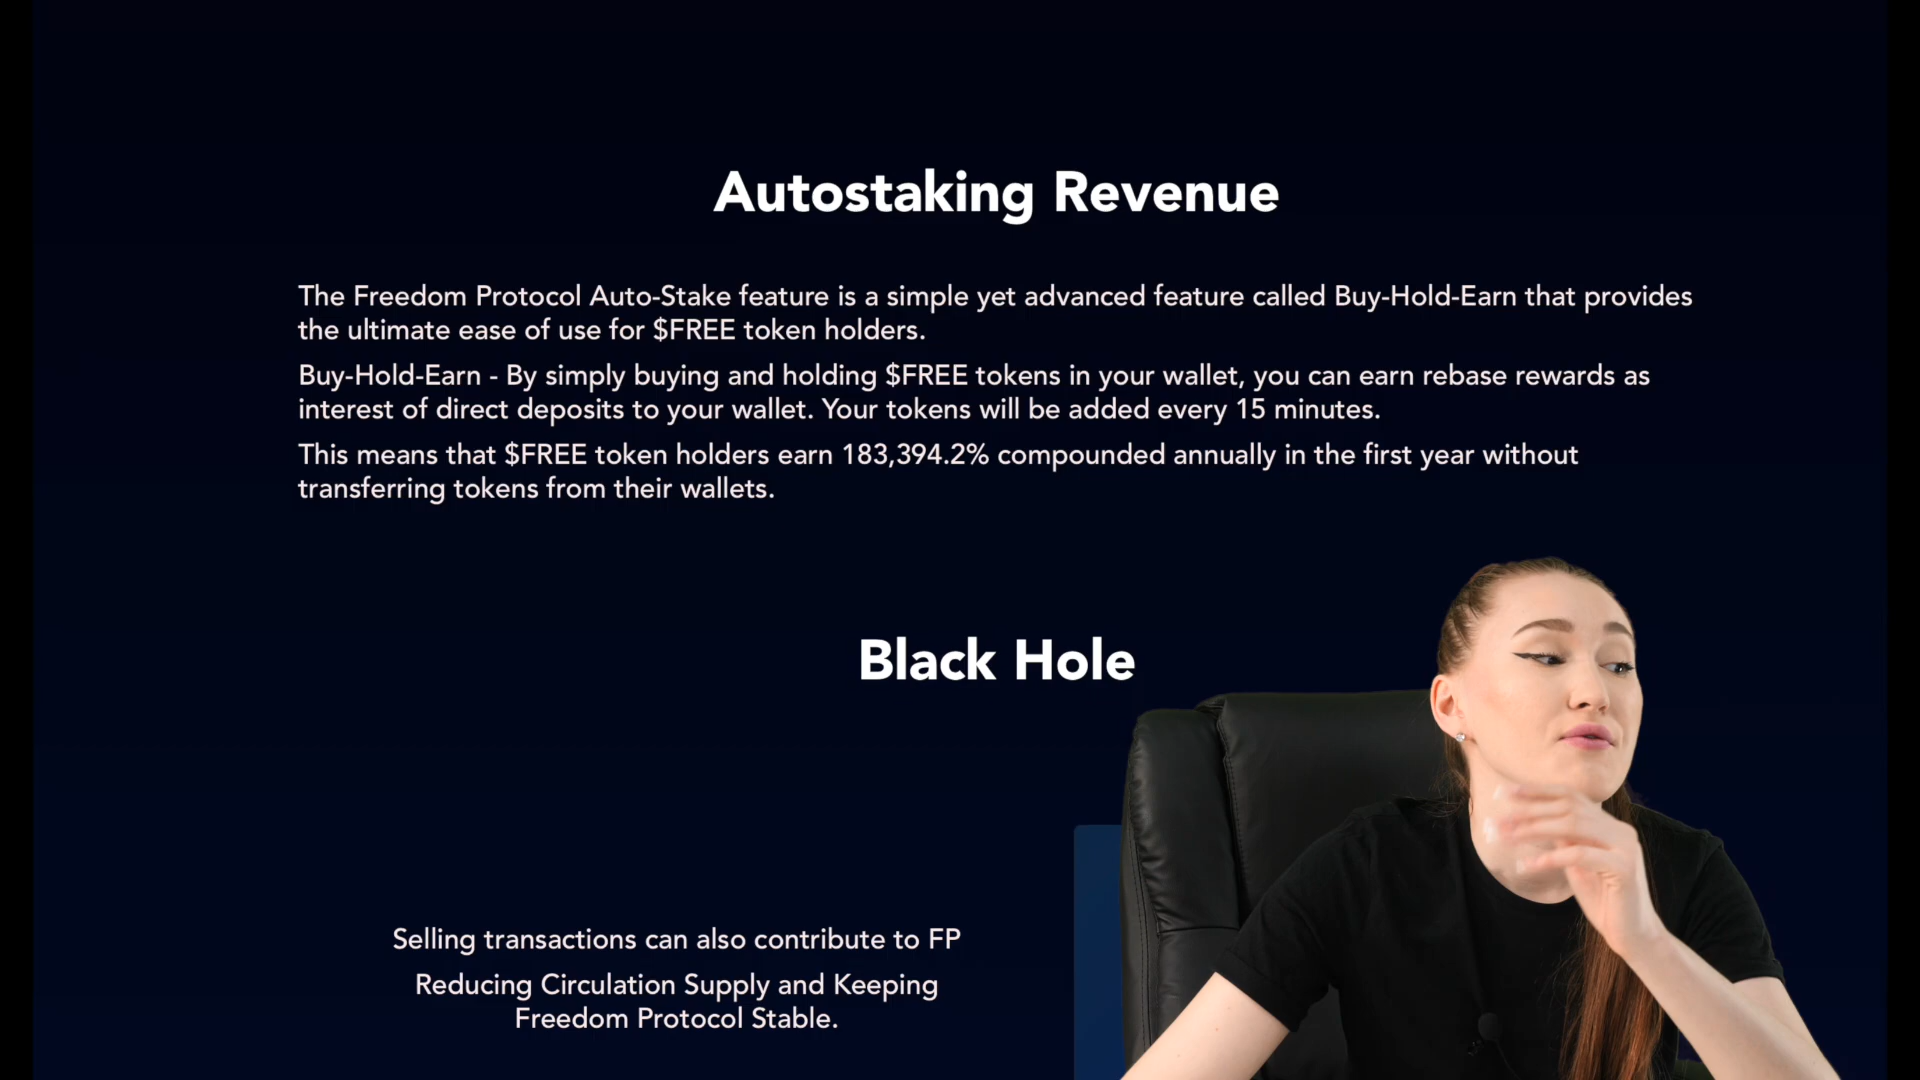 Autostaking Revenue
The Freedom Protocol Auto-Stake feature is a simple yet advanced feature called Buy-Hold-Earn that provides
the ultimate ease of use for $FREE token holders.
Buy-Hold-Earn - By simply buying and holding $FREE tokens in your wallet, you can earn rebase rewards as
interest of direct deposits to your wallet. Your tokens will be added every 15 minutes.
This means that $FREE token holders earn 183,394.2% compounded annually in the first year without
transferring tokens from their wallets.
Black Hole
Selling transactions can also contribute to FP
Reducing Circulation Supply and Keeping
Freedom Protocol Stable.